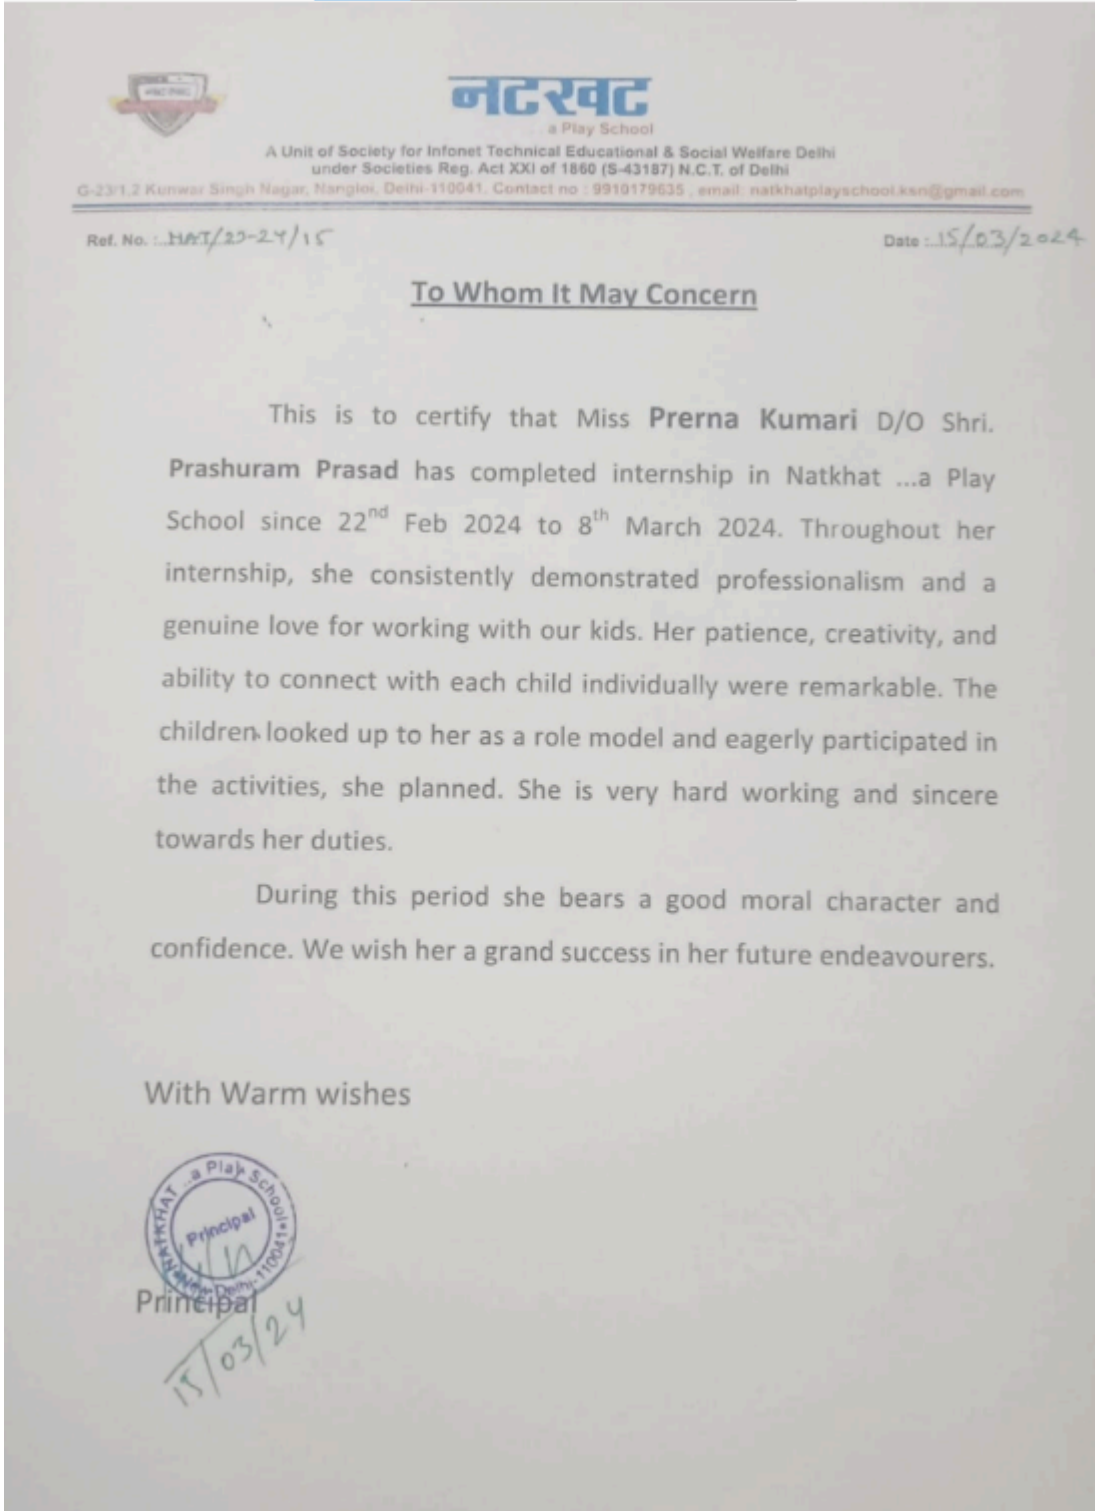 नटखट
a Play School
A Unit of Society for Infonet Technical Educational & Social Welfare Delhi
under Societies Reg. Act XXI of 1860 (S-43187) N.C.T. of Delhi
G-23/1,2 Kunwar Singh Nagar, Nangloi, Delhi-110041. Contact no : 9910179635 , email: natkhatplayschool.ksn@gmail.com
Ref. No. : NAT/23-24/15 Date : 15/03/2024
To Whom It May Concern
This is to certify that Miss Prerna Kumari D/O Shri.
Prashuram Prasad has completed internship in Natkhat ...a Play
School since 22nd Feb 2024 to 8th March 2024. Throughout her
internship, she consistently demonstrated professionalism and a
genuine love for working with our kids. Her patience, creativity, and
ability to connect with each child individually were remarkable. The
children looked up to her as a role model and eagerly participated in
the activities, she planned. She is very hard working and sincere
towards her duties.
During this period she bears a good moral character and
confidence. We wish her a grand success in her future endeavourers.
With Warm wishes
NATKHAT ...a Play School
Principal
New Delhi-110041
Principal
15/03/24